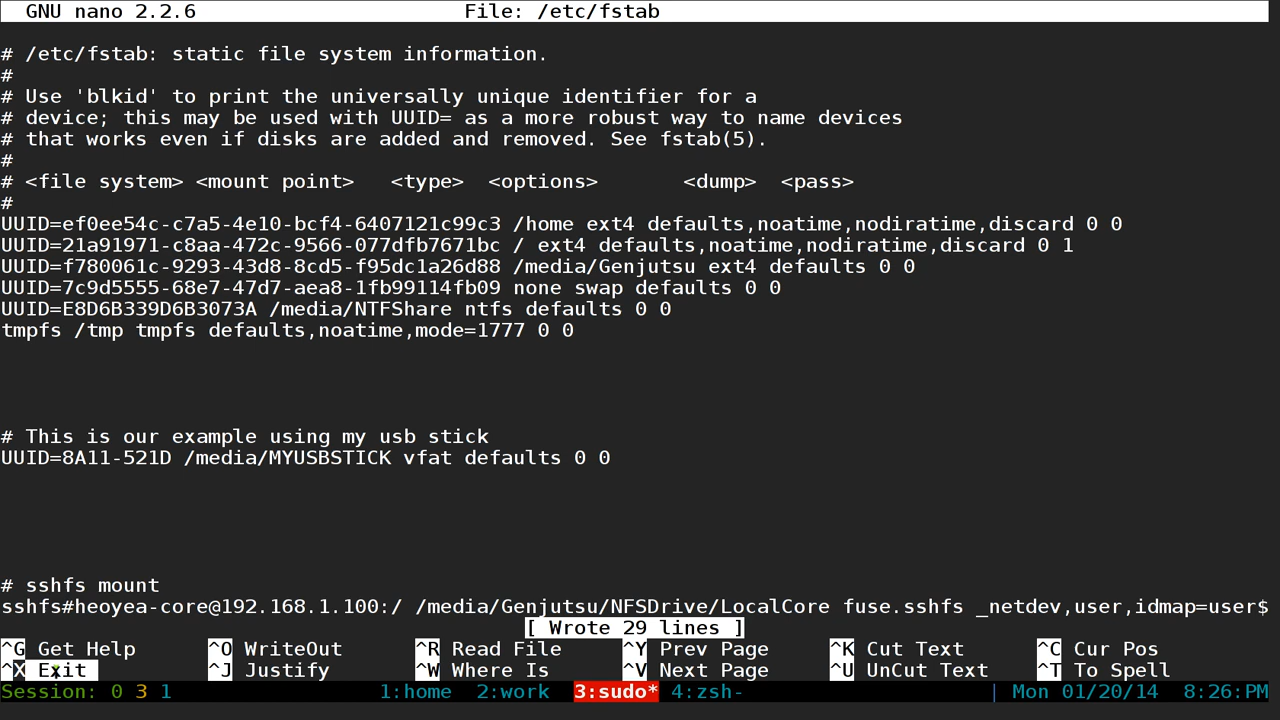 GNU nano 2.2.6 File: /etc/fstab
# /etc/fstab: static file system information.
#
# Use 'blkid' to print the universally unique identifier for a
# device; this may be used with UUID= as a more robust way to name devices
# that works even if disks are added and removed. See fstab(5).
#
# <file system> <mount point>   <type>  <options>       <dump>  <pass>
#
UUID=ef0ee54c-c7a5-4e10-bcf4-6407121c99c3 /home ext4 defaults,noatime,nodiratime,discard 0 0
UUID=21a91971-c8aa-472c-9566-077dfb7671bc / ext4 defaults,noatime,nodiratime,discard 0 1
UUID=f780061c-9293-43d8-8cd5-f95dc1a26d88 /media/Genjutsu ext4 defaults 0 0
UUID=7c9d5555-68e7-47d7-aea8-1fb99114fb09 none swap defaults 0 0
UUID=E8D6B339D6B3073A /media/NTFShare ntfs defaults 0 0
tmpfs /tmp tmpfs defaults,noatime,mode=1777 0 0
# This is our example using my usb stick
UUID=8A11-521D /media/MYUSBSTICK vfat defaults 0 0
# sshfs mount
sshfs#heoyea-core@192.168.1.100:/ /media/Genjutsu/NFSDrive/LocalCore fuse.sshfs _netdev,user,idmap=user$
[ Wrote 29 lines ]
^G Get Help ^O WriteOut ^R Read File ^Y Prev Page ^K Cut Text ^C Cur Pos
^X Exit ^J Justify ^W Where Is ^V Next Page ^U UnCut Text ^T To Spell
Session: 0 3 1 1:home 2:work 3:sudo* 4:zsh- | Mon 01/20/14 8:26:PM